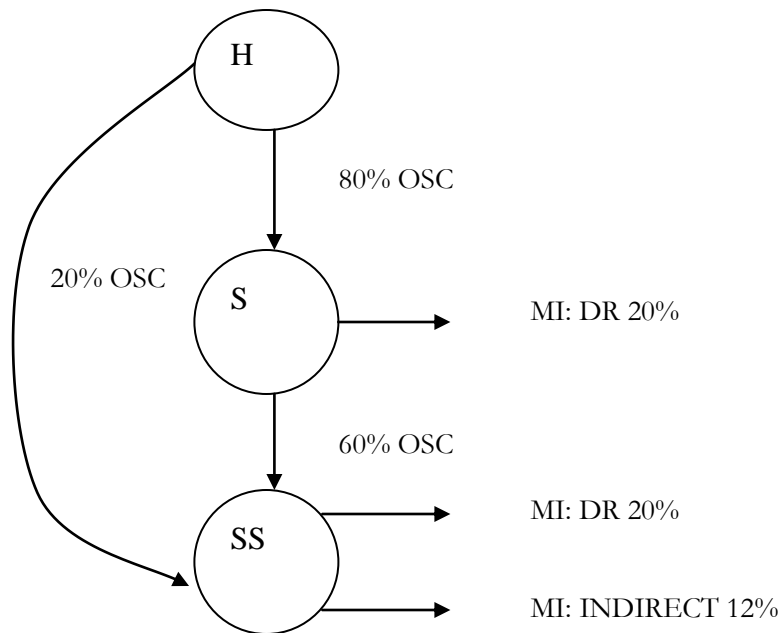 H
80% OSC
20% OSC
S
MI: DR 20%
60% OSC
MI: DR 20%
SS
MI: INDIRECT 12%